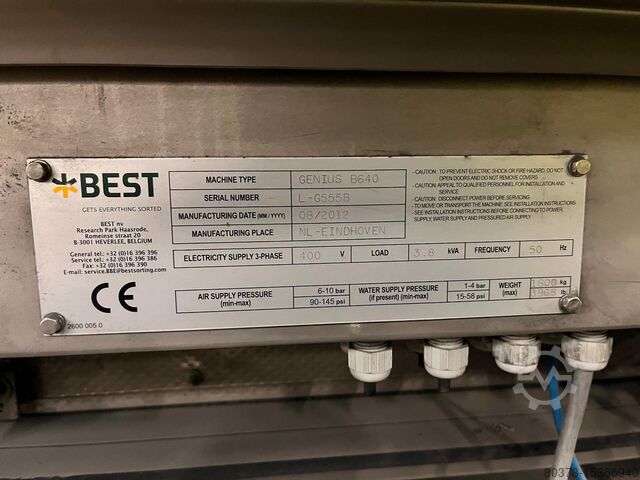 BEST
GETS EVERYTHING SORTED
BEST nv
Research Park Haasrode,
Romeinse straat 20
B-3001 HEVERLEE, BELGIUM
General tel.: +32 (0)16 396 396
Service tel.: +32 (0)16 396 386
Fax: +32 (0)16 396 390
E-mail: service.BBE@bestsorting.com
CE
2600 005 0
MACHINE TYPE GENIUS B640
SERIAL NUMBER L-G555B
MANUFACTURING DATE (MM / YYYY) 08/2012
MANUFACTURING PLACE NL-EINDHOVEN
- CAUTION : TO PREVENT ELECTRIC SHOCK OR FIRE HAZARD, DO NOT
OPEN DOORS AND DO NOT REMOVE COVERS
- CAUTION : APPEAL TO QUALIFIED PERSONNEL FOR INSTALLATION AND
SERVICE
- CAUTION : DISCONNECT POWER BEFORE SERVICING
- TO MOVE OR TRANSPORT THE MACHINE: SEE INSTALLATION AND
INSTRUCTIONS
- SEE INSTALLATION INSTRUCTIONS BEFORE CONNECTING TO POWER
SUPPLY, WATER SUPPLY AND PRESSURED AIR SUPPLY
ELECTRICITY SUPPLY 3-PHASE 400 V LOAD 3.8 kVA FREQUENCY 50 Hz
AIR SUPPLY PRESSURE (min-max) 6-10 bar 90-145 psi
WATER SUPPLY PRESSURE (if present) (min-max) 1-4 bar 15-58 psi
WEIGHT (max) 1800 kg 3968 lb
80378-15366940